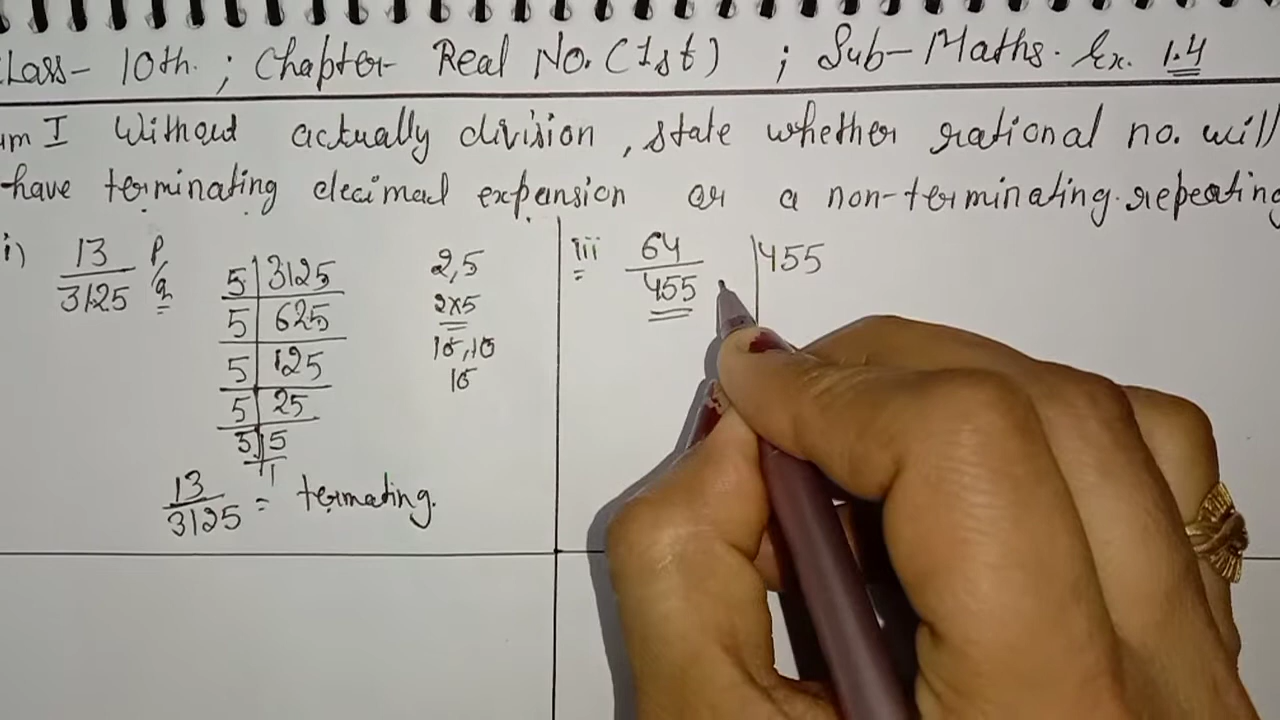 Class- 10th. ; Chapter- Real No. (1st) ; Sub- Maths. Ex. 1.4
um I Without actually division, state whether rational no. will
have terminating decimal expansion or a non-terminating.repeating
i) 13/3125 p/q
5 | 3125
5 | 625
5 | 125
5 | 25
5 | 5
1
2,5
2x5
10,10
10
13/3125 = termating.
iii 64/455
455